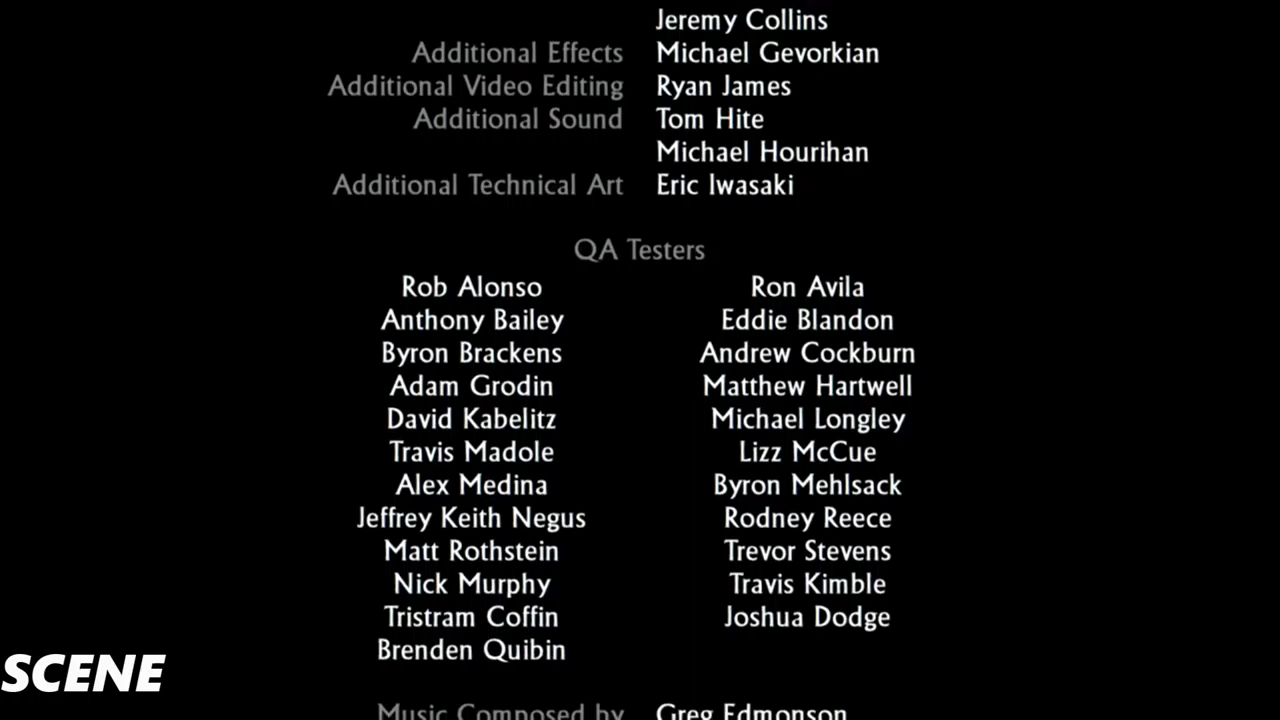 Jeremy Collins
Additional Effects Michael Gevorkian
Additional Video Editing Ryan James
Additional Sound Tom Hite
Michael Hourihan
Additional Technical Art Eric Iwasaki
QA Testers
Rob Alonso Ron Avila
Anthony Bailey Eddie Blandon
Byron Brackens Andrew Cockburn
Adam Grodin Matthew Hartwell
David Kabelitz Michael Longley
Travis Madole Lizz McCue
Alex Medina Byron Mehlsack
Jeffrey Keith Negus Rodney Reece
Matt Rothstein Trevor Stevens
Nick Murphy Travis Kimble
Tristram Coffin Joshua Dodge
Brenden Quibin
SCENE
Music Composed by Greg Edmonson